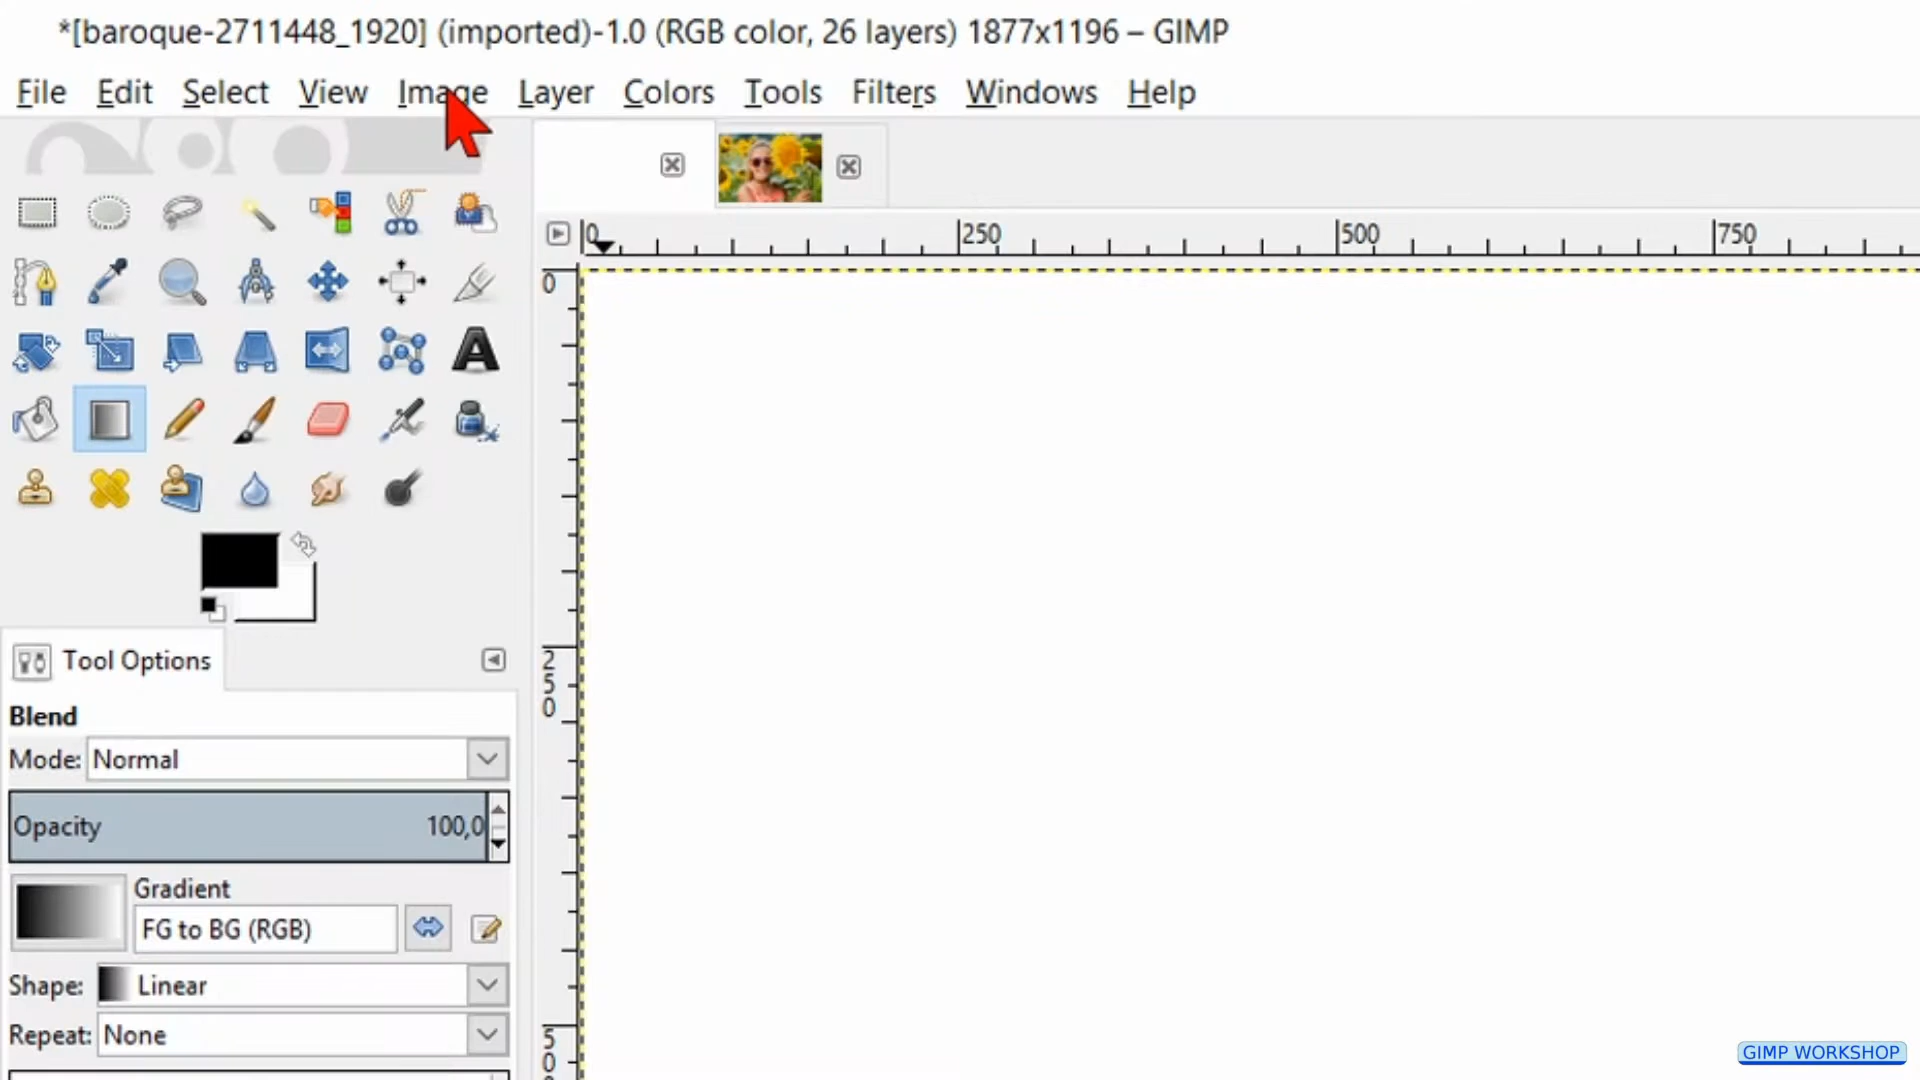 *[baroque-2711448_1920] (imported)-1.0 (RGB color, 26 layers) 1877x1196 – GIMP
File Edit Select View Image Layer Colors Tools Filters Windows Help
0 250 500 750
0
250
50
Tool Options
Blend
Mode: Normal
Opacity 100,0
Gradient
FG to BG (RGB)
Shape: Linear
Repeat: None
GIMP WORKSHOP